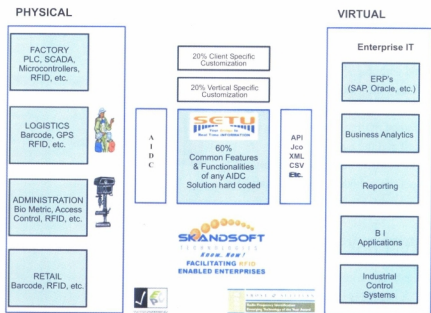 PHYSICAL
FACTORY
PLC, SCADA,
Microcontrollers,
RFID, etc.
LOGISTICS
Barcode, GPS
RFID, etc.
ADMINISTRATION
Bio Metric, Access
Control, RFID, etc.
RETAIL
Barcode, RFID, etc.
20% Client Specific
Customization
20% Vertical Specific
Customization
A
I
D
C
SETU
60%
Common Features
& Functionalities
of any AIDC
Solution hard coded
API
Jco
XML
CSV
Etc.
SKANDSOFT
TECHNOLOGIES
Know. How!
FACILITATING RFID
ENABLED ENTERPRISES
VIRTUAL
Enterprise IT
ERP's
(SAP, Oracle, etc.)
Business Analytics
Reporting
B I
Applications
Industrial
Control
Systems